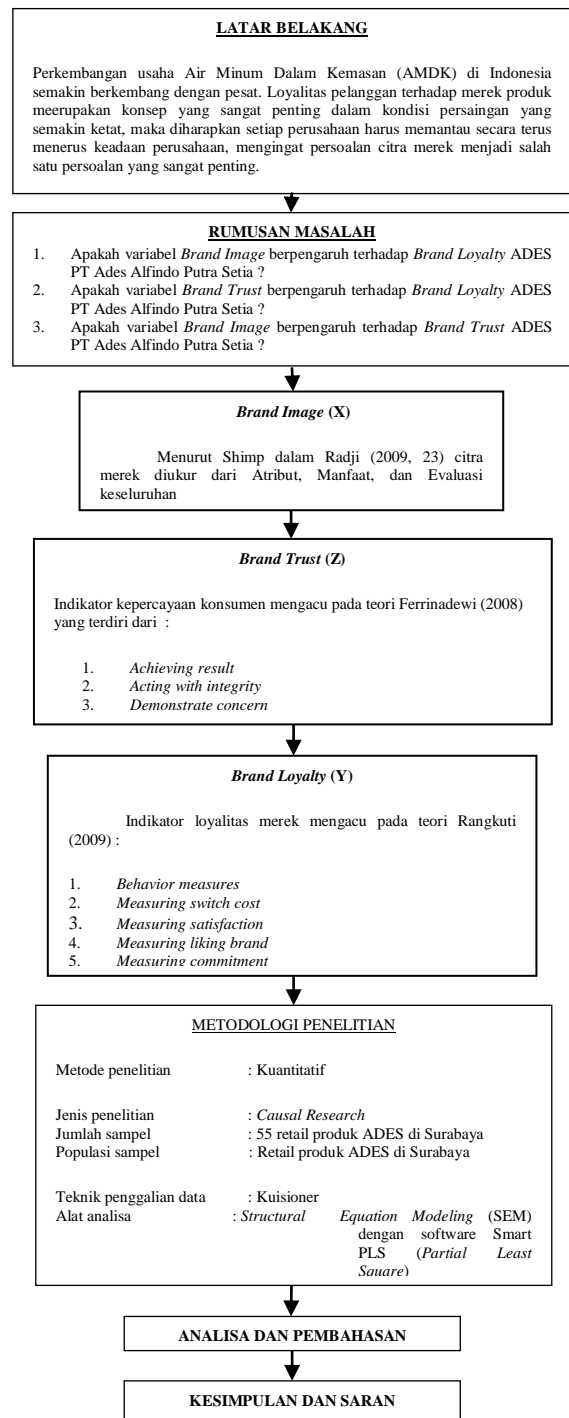 LATAR BELAKANG
Perkembangan usaha Air Minum Dalam Kemasan (AMDK) di Indonesia
semakin berkembang dengan pesat. Loyalitas pelanggan terhadap merek produk
meerupakan konsep yang sangat penting dalam kondisi persaingan yang
semakin ketat, maka diharapkan setiap perusahaan harus memantau secara terus
menerus keadaan perusahaan, mengingat persoalan citra merek menjadi salah
satu persoalan yang sangat penting.
RUMUSAN MASALAH
1. Apakah variabel Brand Image berpengaruh terhadap Brand Loyalty ADES
PT Ades Alfindo Putra Setia ?
2. Apakah variabel Brand Trust berpengaruh terhadap Brand Loyalty ADES
PT Ades Alfindo Putra Setia ?
3. Apakah variabel Brand Image berpengaruh terhadap Brand Trust ADES
PT Ades Alfindo Putra Setia ?
Brand Image (X)
Menurut Shimp dalam Radji (2009, 23) citra
merek diukur dari Atribut, Manfaat, dan Evaluasi
keseluruhan
Brand Trust (Z)
Indikator kepercayaan konsumen mengacu pada teori Ferrinadewi (2008)
yang terdiri dari :
1. Achieving result
2. Acting with integrity
3. Demonstrate concern
Brand Loyalty (Y)
Indikator loyalitas merek mengacu pada teori Rangkuti
(2009) :
1. Behavior measures
2. Measuring switch cost
3. Measuring satisfaction
4. Measuring liking brand
5. Measuring commitment
METODOLOGI PENELITIAN
Metode penelitian : Kuantitatif
Jenis penelitian : Causal Research
Jumlah sampel : 55 retail produk ADES di Surabaya
Populasi sampel : Retail produk ADES di Surabaya
Teknik penggalian data : Kuisioner
Alat analisa : Structural Equation Modeling (SEM)
dengan software Smart
PLS (Partial Least
Square)
ANALISA DAN PEMBAHASAN
KESIMPULAN DAN SARAN